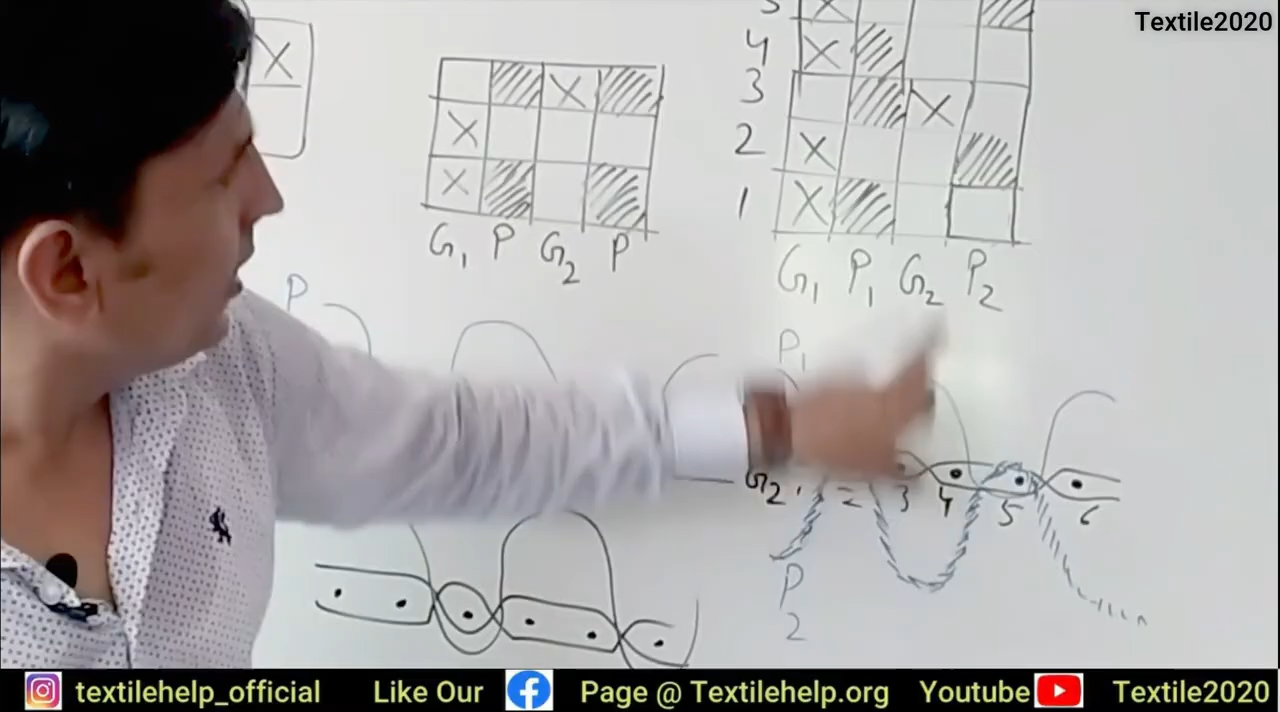 Textile2020
X
5 X
4 X
3 X
2 X
1 X
X
X
X
G1 P G2 P
G1 P1 G2 P2
P
P1
G2 1 2 3 4 5 6
P
2
textilehelp_official Like Our Page @ Textilehelp.org Youtube Textile2020